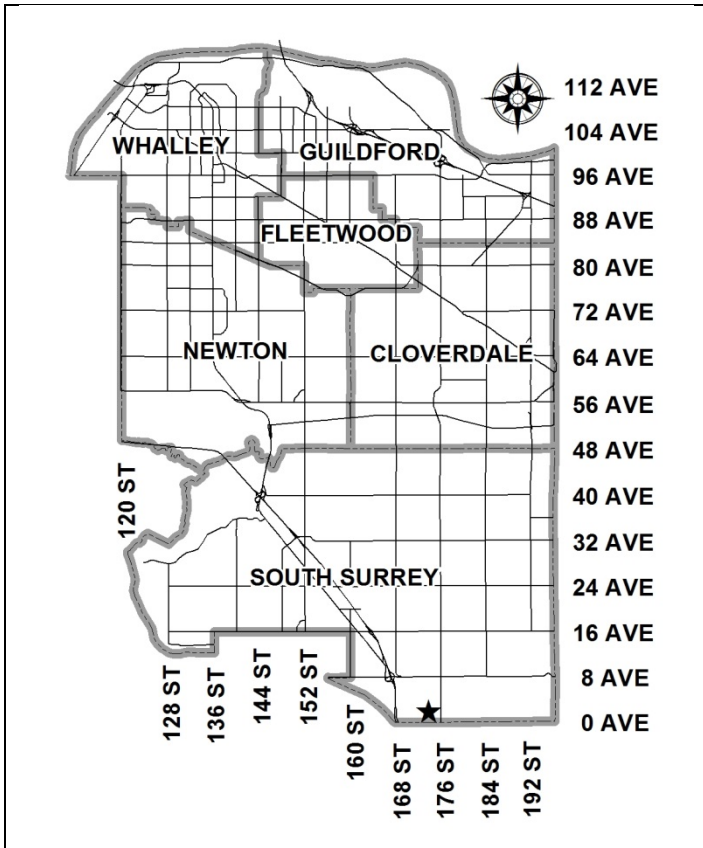 112 AVE
104 AVE
WHALLEY
GUILDFORD
96 AVE
88 AVE
FLEETWOOD
80 AVE
72 AVE
NEWTON
CLOVERDALE
64 AVE
56 AVE
48 AVE
120 ST
40 AVE
32 AVE
SOUTH SURREY
24 AVE
16 AVE
128 ST
136 ST
144 ST
152 ST
160 ST
8 AVE
0 AVE
168 ST
176 ST
184 ST
192 ST